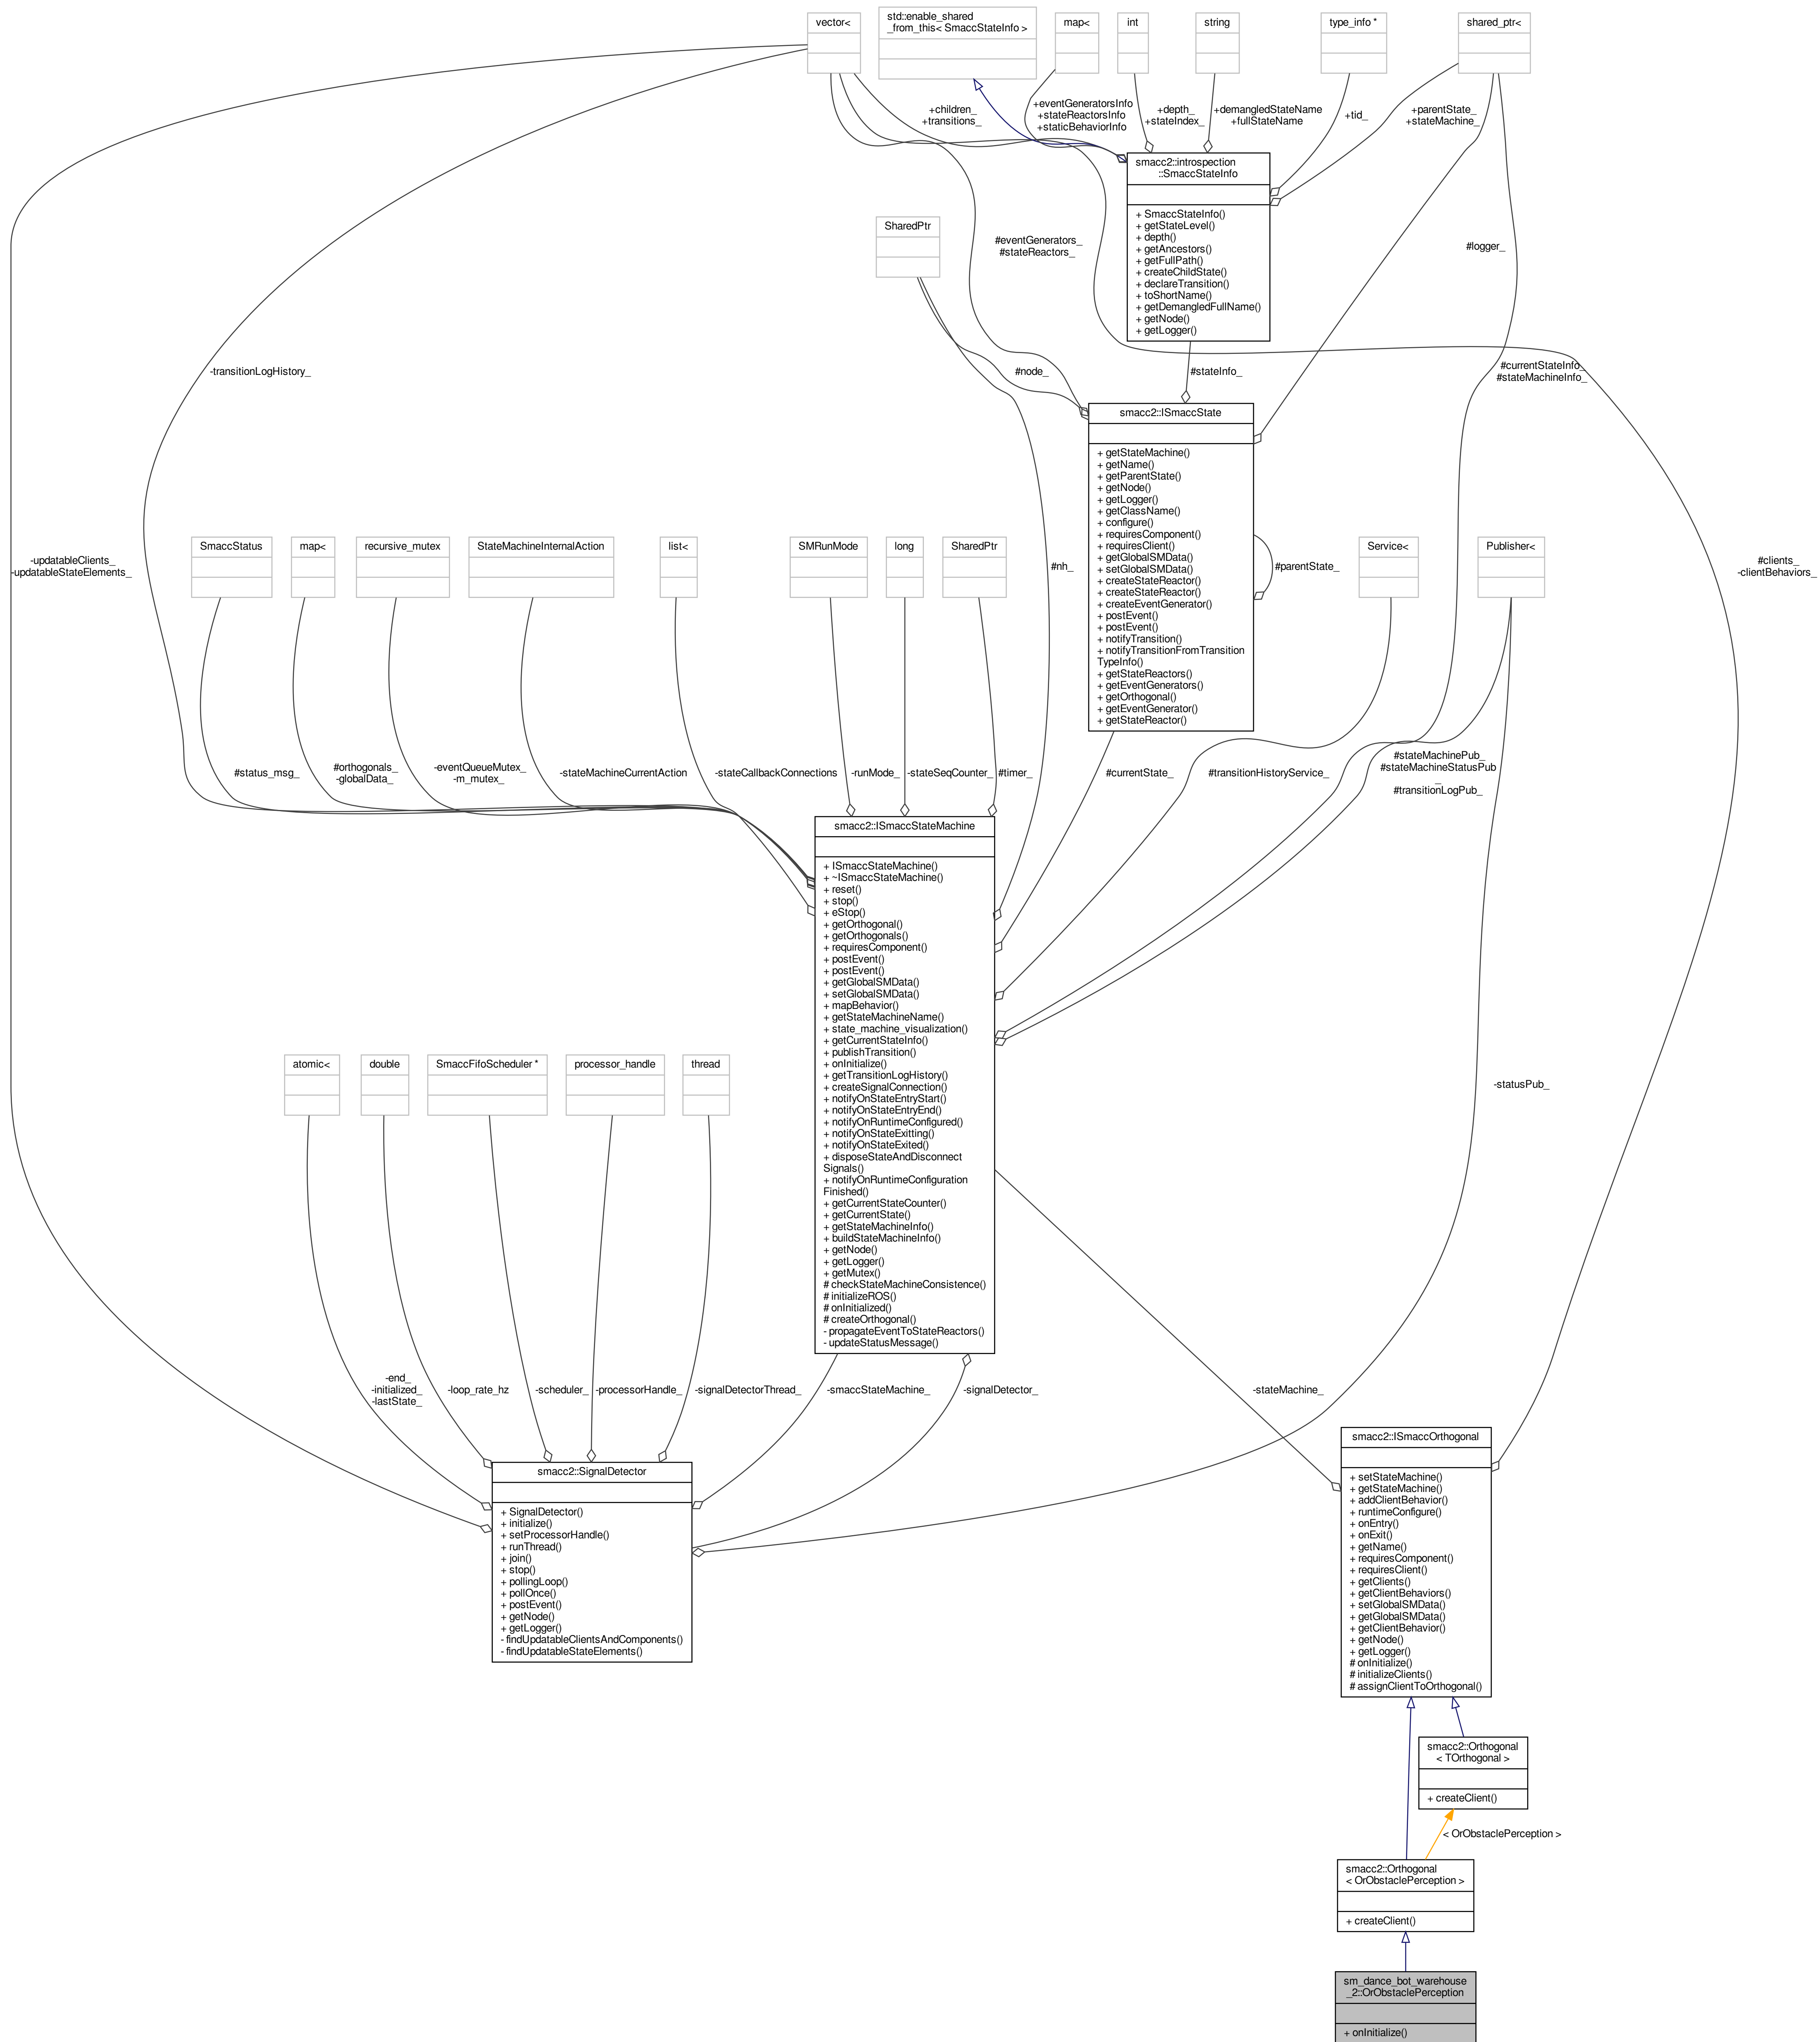 vector<
std::enable_shared
_from_this< SmaccStateInfo >
map<
int
string
type_info *
shared_ptr<
+children_
+transitions_
+eventGeneratorsInfo
+stateReactorsInfo
+staticBehaviorInfo
+depth_
+stateIndex_
+demangledStateName
+fullStateName
+tid_
+parentState_
+stateMachine_
smacc2::introspection
::SmaccStateInfo
+ SmaccStateInfo()
+ getStateLevel()
+ depth()
+ getAncestors()
+ getFullPath()
+ createChildState()
+ declareTransition()
+ toShortName()
+ getDemangledFullName()
+ getNode()
+ getLogger()
SharedPtr
#eventGenerators_
#stateReactors_
#logger_
-transitionLogHistory_
#node_
#stateInfo_
#currentStateInfo_
#stateMachineInfo_
smacc2::ISmaccState
+ getStateMachine()
+ getName()
+ getParentState()
+ getNode()
+ getLogger()
+ getClassName()
+ configure()
+ requiresComponent()
+ requiresClient()
+ getGlobalSMData()
+ setGlobalSMData()
+ createStateReactor()
+ createStateReactor()
+ createEventGenerator()
+ postEvent()
+ postEvent()
+ notifyTransition()
+ notifyTransitionFromTransition
TypeInfo()
+ getStateReactors()
+ getEventGenerators()
+ getOrthogonal()
+ getEventGenerator()
+ getStateReactor()
-updatableClients_
-updatableStateElements_
SmaccStatus
map<
recursive_mutex
StateMachineInternalAction
list<
SMRunMode
long
SharedPtr
#nh_
#parentState_
Service<
Publisher<
#clients_
-clientBehaviors_
#status_msg_
#orthogonals_
-globalData_
-eventQueueMutex_
-m_mutex_
-stateMachineCurrentAction
-stateCallbackConnections
-runMode_
-stateSeqCounter_
#timer_
#currentState_
#transitionHistoryService_
#stateMachinePub_
#stateMachineStatusPub
_
#transitionLogPub_
smacc2::ISmaccStateMachine
+ ISmaccStateMachine()
+ ~ISmaccStateMachine()
+ reset()
+ stop()
+ eStop()
+ getOrthogonal()
+ getOrthogonals()
+ requiresComponent()
+ postEvent()
+ postEvent()
+ getGlobalSMData()
+ setGlobalSMData()
+ mapBehavior()
+ getStateMachineName()
+ state_machine_visualization()
+ getCurrentStateInfo()
+ publishTransition()
+ onInitialize()
+ getTransitionLogHistory()
+ createSignalConnection()
+ notifyOnStateEntryStart()
+ notifyOnStateEntryEnd()
+ notifyOnRuntimeConfigured()
+ notifyOnStateExitting()
+ notifyOnStateExited()
+ disposeStateAndDisconnect
Signals()
+ notifyOnRuntimeConfiguration
Finished()
+ getCurrentStateCounter()
+ getCurrentState()
+ getStateMachineInfo()
+ buildStateMachineInfo()
+ getNode()
+ getLogger()
+ getMutex()
# checkStateMachineConsistence()
# initializeROS()
# onInitialized()
# createOrthogonal()
- propagateEventToStateReactors()
- updateStatusMessage()
atomic<
double
SmaccFifoScheduler *
processor_handle
thread
-statusPub_
-end_
-initialized_
-lastState_
-loop_rate_hz
-scheduler_
-processorHandle_
-signalDetectorThread_
-smaccStateMachine_
-signalDetector_
-stateMachine_
smacc2::SignalDetector
+ SignalDetector()
+ initialize()
+ setProcessorHandle()
+ runThread()
+ join()
+ stop()
+ pollingLoop()
+ pollOnce()
+ postEvent()
+ getNode()
+ getLogger()
- findUpdatableClientsAndComponents()
- findUpdatableStateElements()
smacc2::ISmaccOrthogonal
+ setStateMachine()
+ getStateMachine()
+ addClientBehavior()
+ runtimeConfigure()
+ onEntry()
+ onExit()
+ getName()
+ requiresComponent()
+ requiresClient()
+ getClients()
+ getClientBehaviors()
+ setGlobalSMData()
+ getGlobalSMData()
+ getClientBehavior()
+ getNode()
+ getLogger()
# onInitialize()
# initializeClients()
# assignClientToOrthogonal()
smacc2::Orthogonal
< TOrthogonal >
+ createClient()
< OrObstaclePerception >
smacc2::Orthogonal
< OrObstaclePerception >
+ createClient()
sm_dance_bot_warehouse
_2::OrObstaclePerception
+ onInitialize()